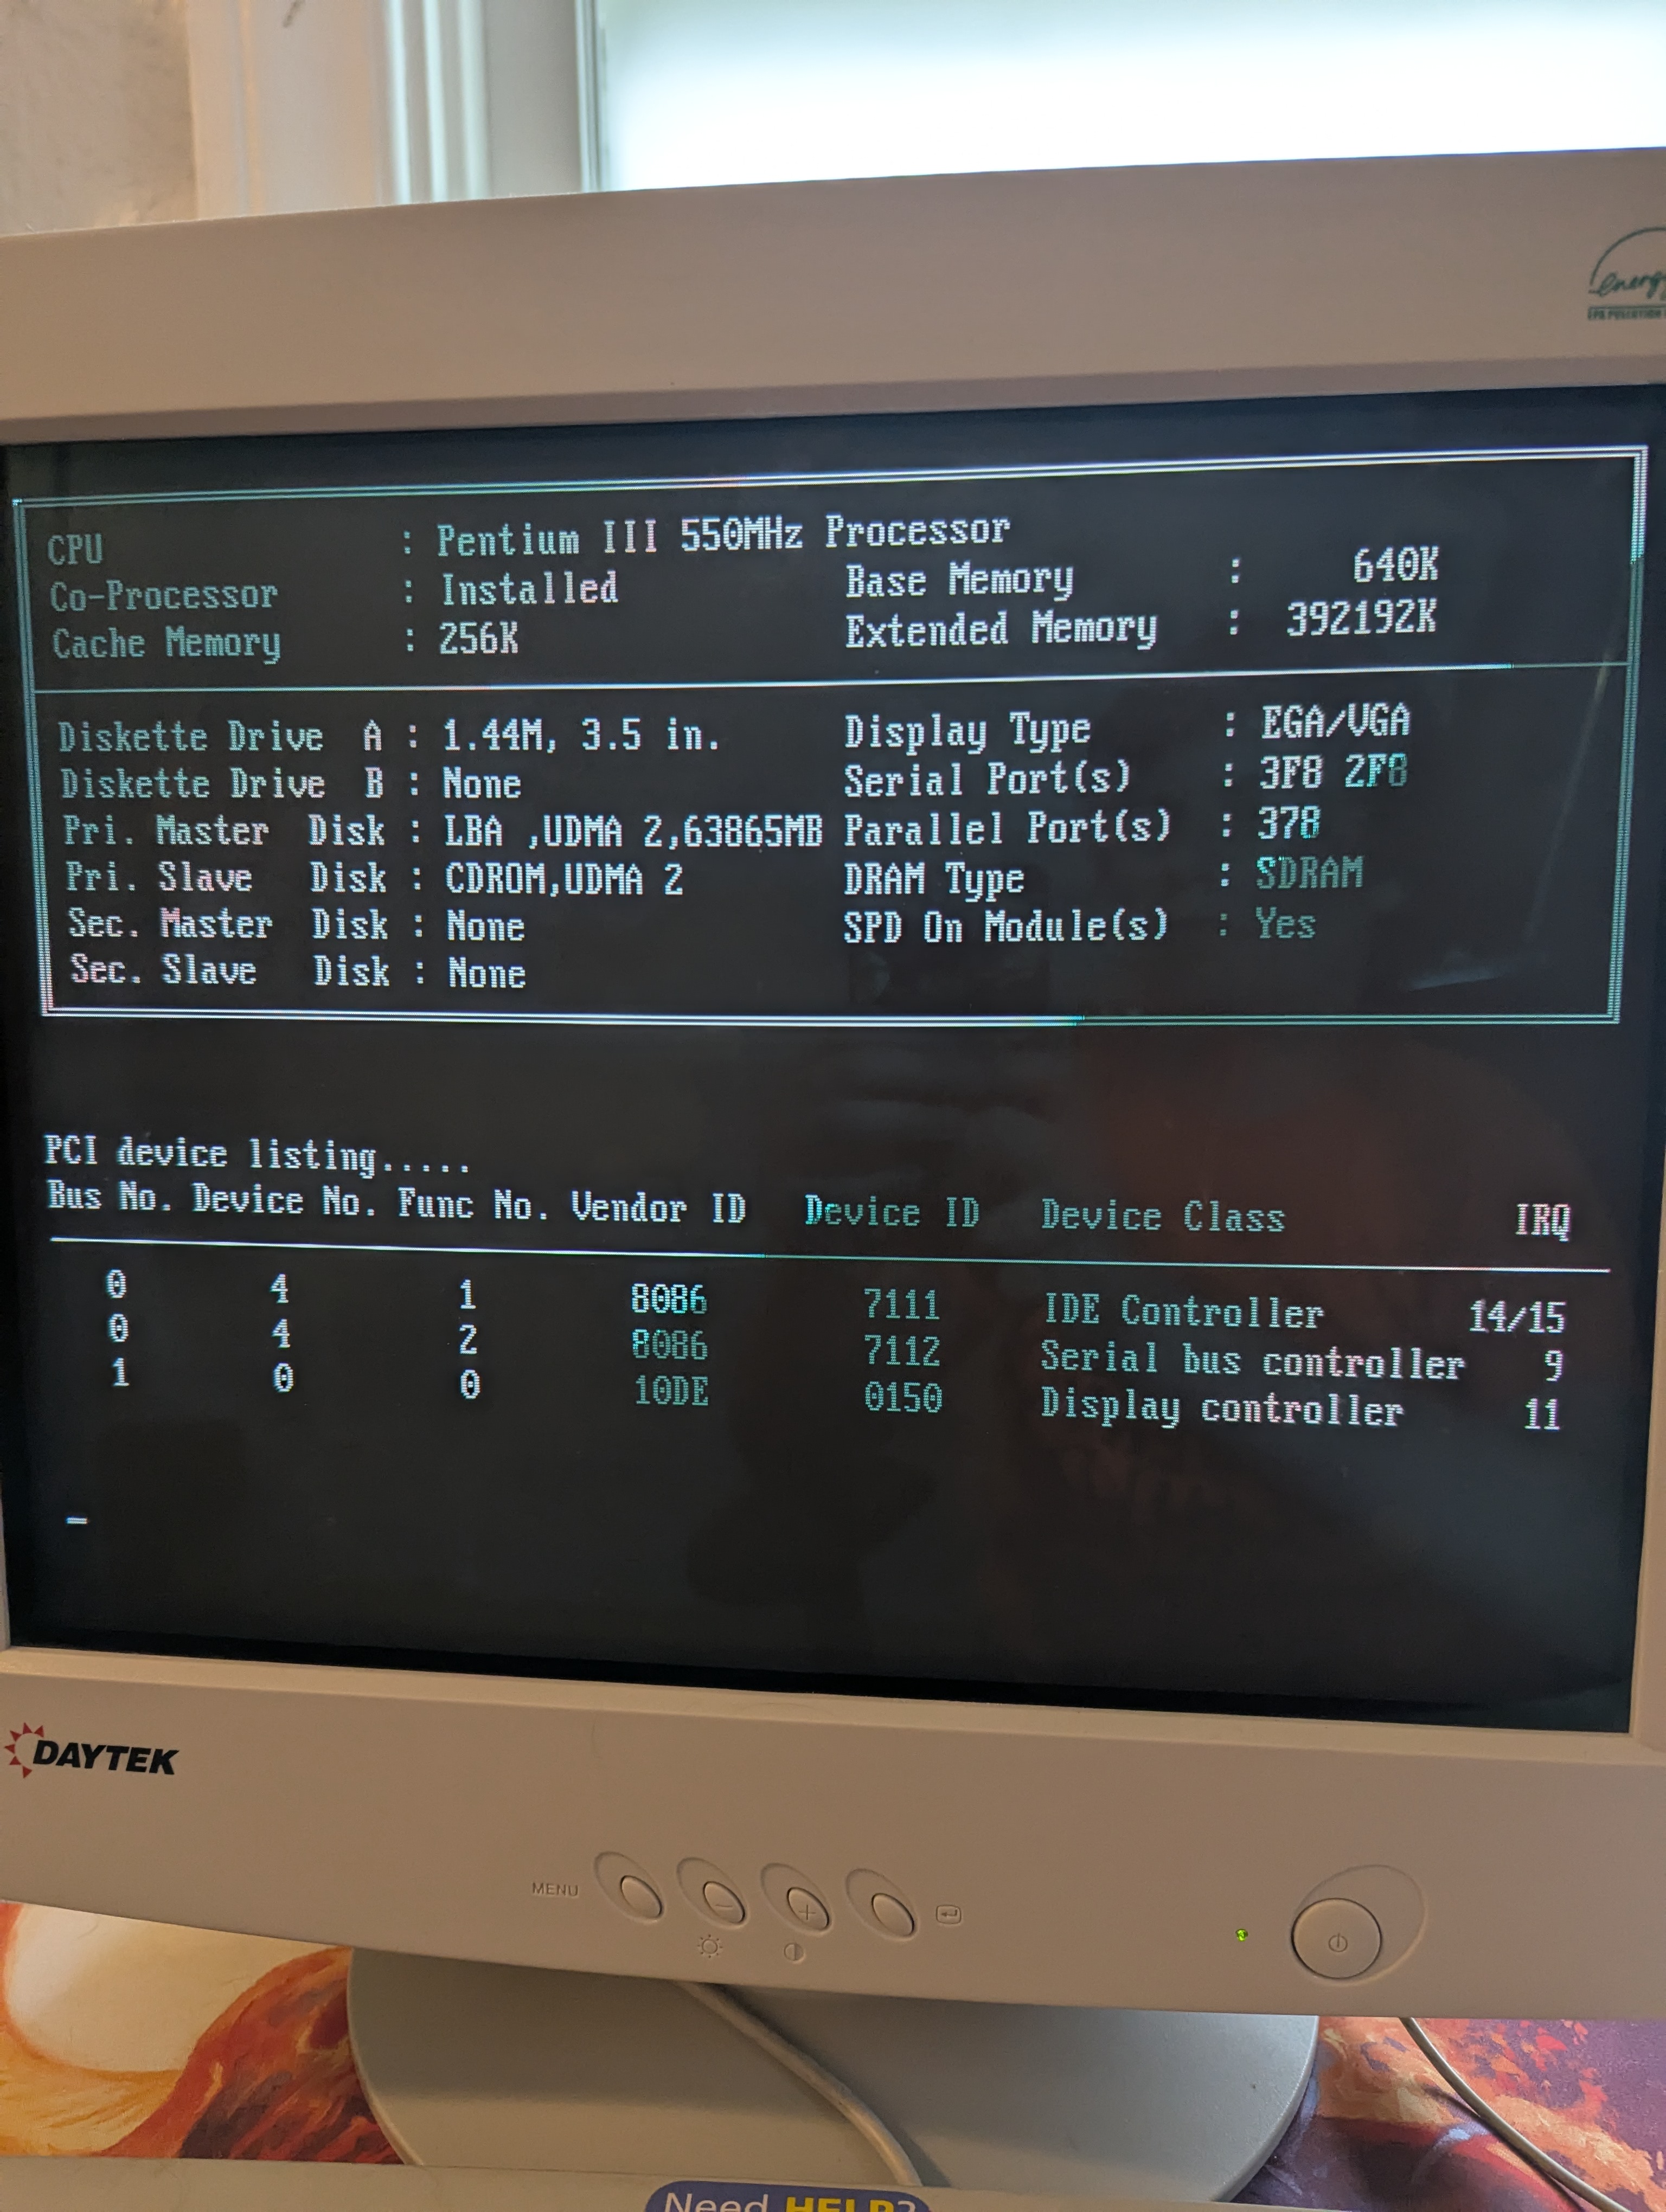 energy
EPA POLLUTION
CPU : Pentium III 550MHz Processor
Co-Processor : Installed Base Memory : 640K
Cache Memory : 256K Extended Memory : 392192K
Diskette Drive A : 1.44M, 3.5 in. Display Type : EGA/VGA
Diskette Drive B : None Serial Port(s) : 3F8 2F8
Pri. Master Disk : LBA ,UDMA 2,63865MB Parallel Port(s) : 378
Pri. Slave Disk : CDROM,UDMA 2 DRAM Type : SDRAM
Sec. Master Disk : None SPD On Module(s) : Yes
Sec. Slave Disk : None
PCI device listing.....
Bus No. Device No. Func No. Vendor ID Device ID Device Class IRQ
0 4 1 8086 7111 IDE Controller 14/15
0 4 2 8086 7112 Serial bus controller 9
1 0 0 10DE 0150 Display controller 11
DAYTEK
MENU
Need HELP?